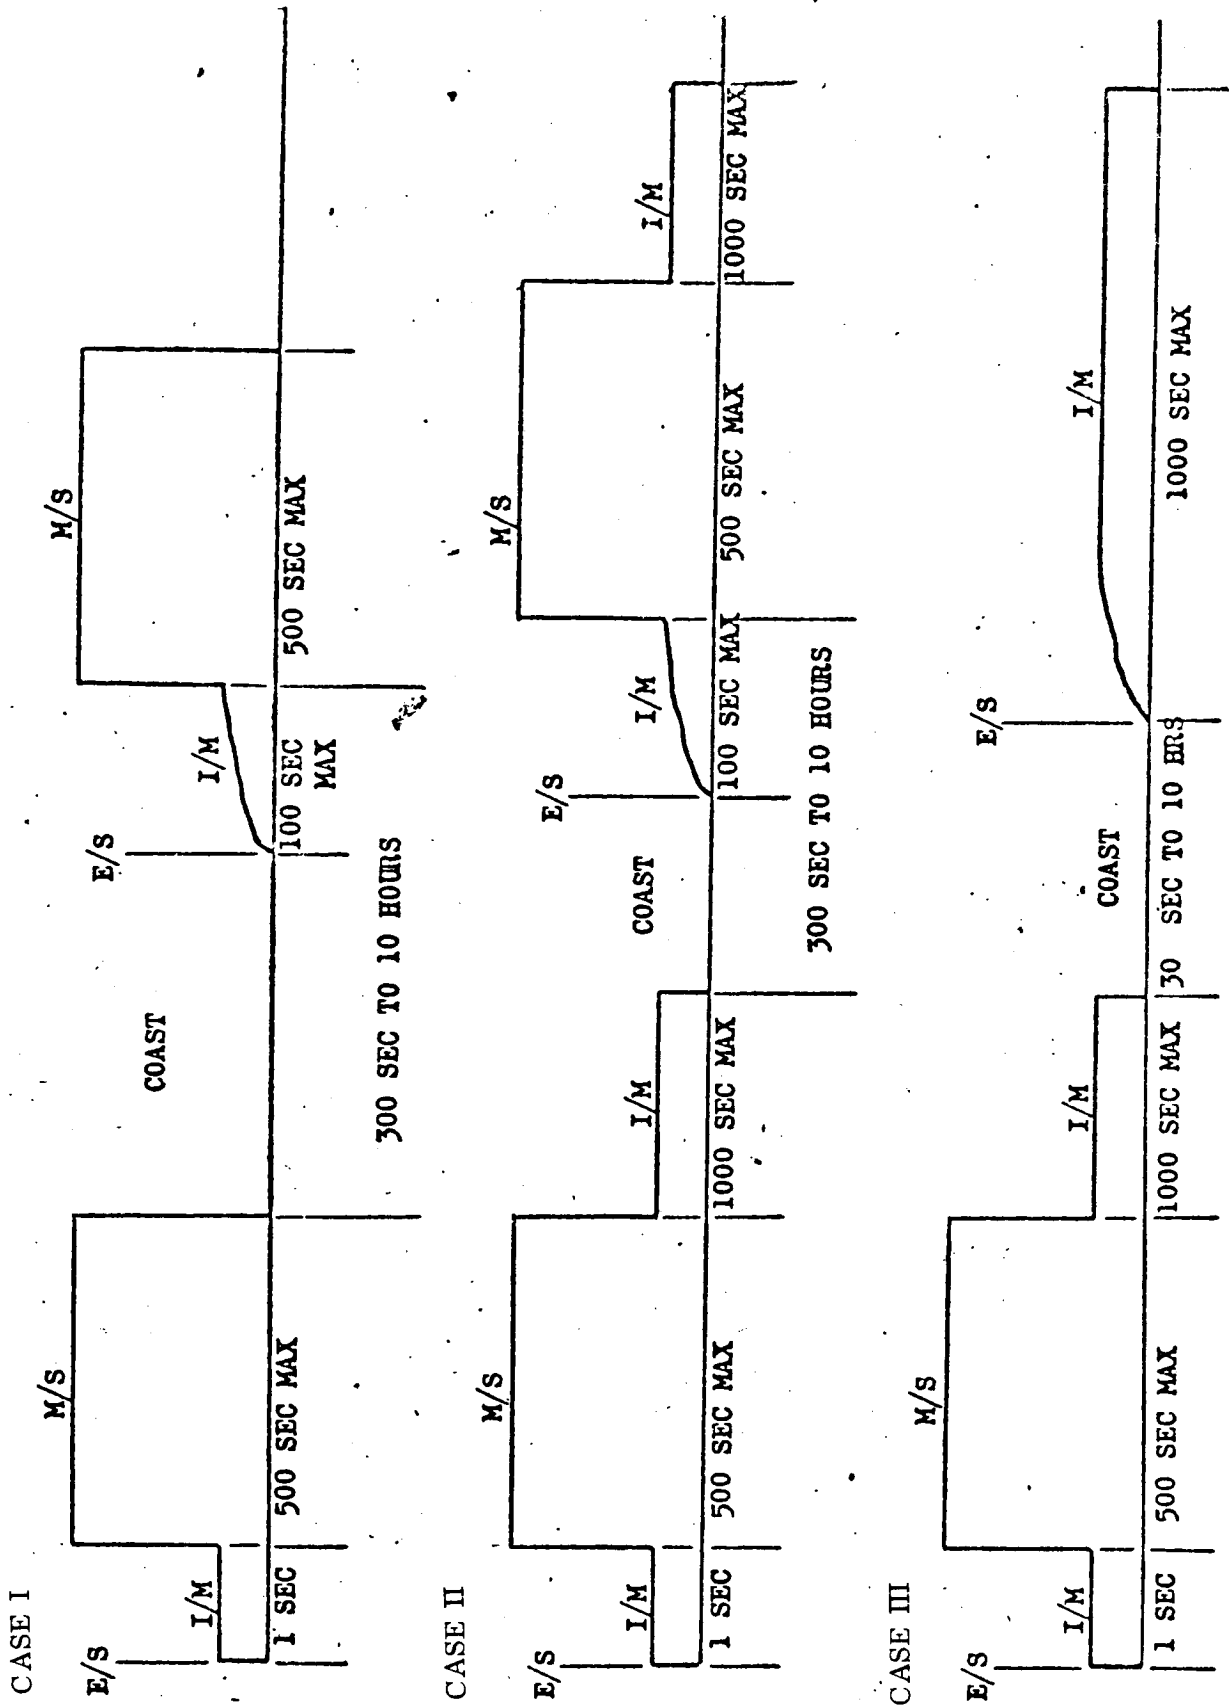 CASE I
E/S
I/M
1 SEC
M/S
500 SEC MAX
COAST
300 SEC TO 10 HOURS
E/S
I/M
100 SEC
MAX
M/S
500 SEC MAX
CASE II
E/S
I/M
1 SEC
M/S
500 SEC MAX
I/M
1000 SEC MAX
COAST
300 SEC TO 10 HOURS
E/S
I/M
100 SEC MAX
M/S
500 SEC MAX
I/M
1000 SEC MAX
CASE III
E/S
I/M
1 SEC
M/S
500 SEC MAX
I/M
1000 SEC MAX
COAST
30 SEC TO 10 HRS
E/S
I/M
1000 SEC MAX